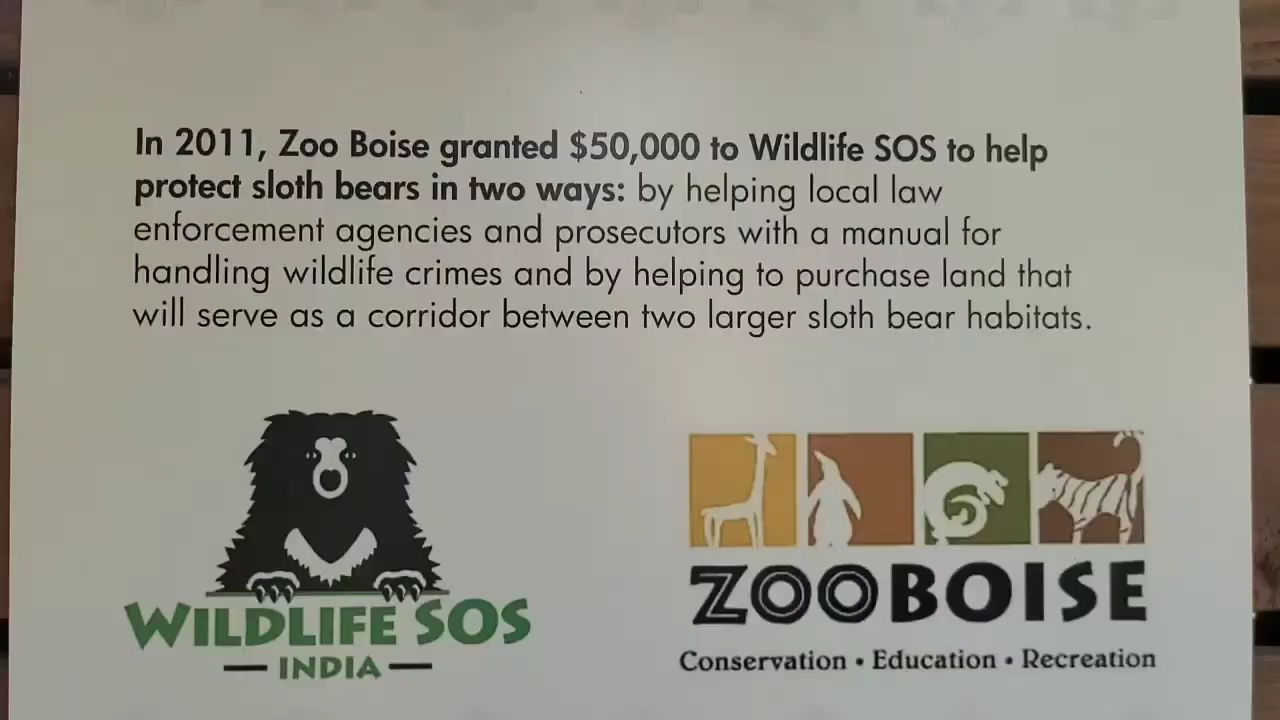 In 2011, Zoo Boise granted $50,000 to Wildlife SOS to help
protect sloth bears in two ways: by helping local law
enforcement agencies and prosecutors with a manual for
handling wildlife crimes and by helping to purchase land that
will serve as a corridor between two larger sloth bear habitats.
WILDLIFE SOS
INDIA
ZOOBOISE
Conservation • Education • Recreation